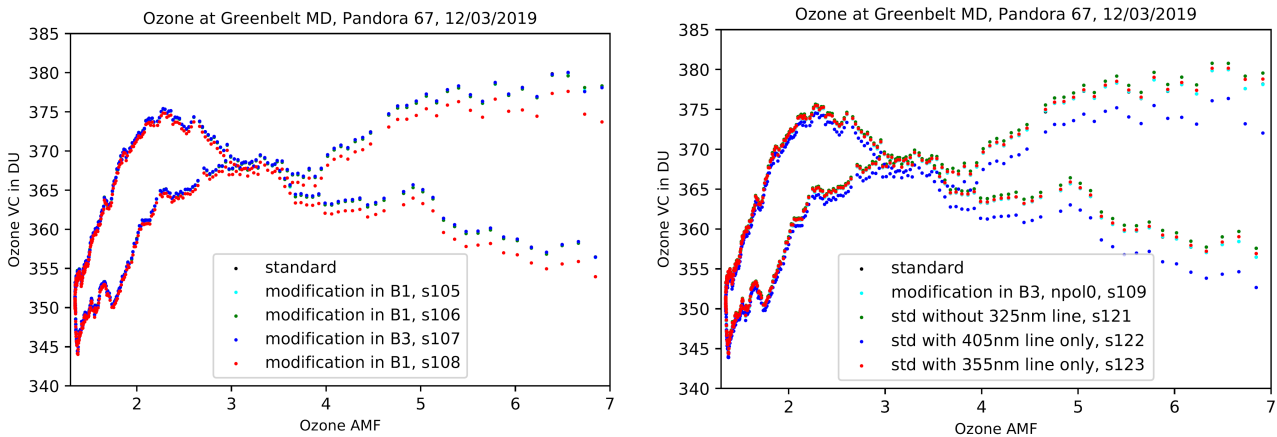 Ozone at Greenbelt MD, Pandora 67, 12/03/2019
385
380
375
370
365
360
355
350
345
340
Ozone VC in DU
standard
modification in B1, s105
modification in B1, s106
modification in B3, s107
modification in B1, s108
2
3
4
5
6
7
Ozone AMF
Ozone at Greenbelt MD, Pandora 67, 12/03/2019
385
380
375
370
365
360
355
350
345
340
Ozone VC in DU
standard
modification in B3, npol0, s109
std without 325nm line, s121
std with 405nm line only, s122
std with 355nm line only, s123
2
3
4
5
6
7
Ozone AMF